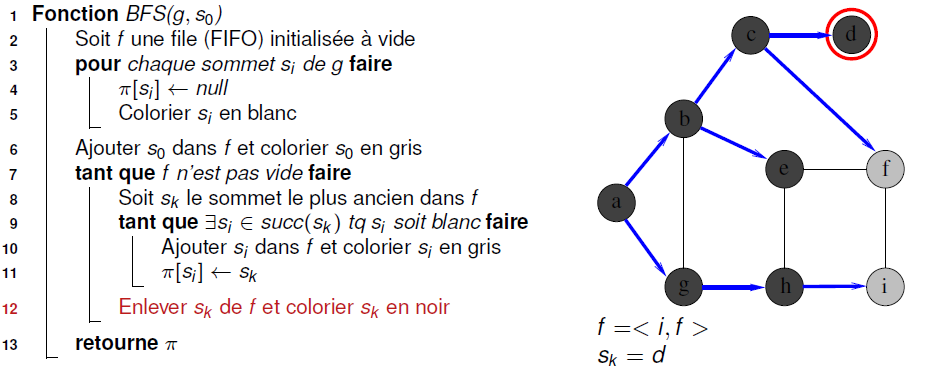 1 Fonction BFS(g, s₀)
2 Soit f une file (FIFO) initialisée à vide
3 pour chaque sommet sᵢ de g faire
4 π[sᵢ] ← null
5 Colorier sᵢ en blanc
6 Ajouter s₀ dans f et colorier s₀ en gris
7 tant que f n'est pas vide faire
8 Soit sₖ le sommet le plus ancien dans f
9 tant que ∃sᵢ ∈ succ(sₖ) tq sᵢ soit blanc faire
10 Ajouter sᵢ dans f et colorier sᵢ en gris
11 π[sᵢ] ← sₖ
12 Enlever sₖ de f et colorier sₖ en noir
13 retourne π
c d
b
e f
a
g h i
f =< i, f >
sₖ = d